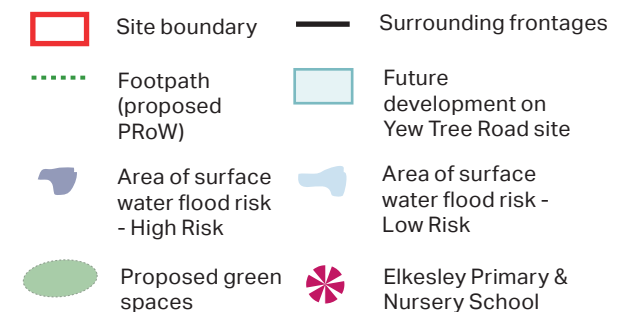 Site boundary
Surrounding frontages
Footpath
(proposed
PRoW)
Future
development on
Yew Tree Road site
Area of surface
water flood risk
- High Risk
Area of surface
water flood risk -
Low Risk
Proposed green
spaces
Elkesley Primary &
Nursery School